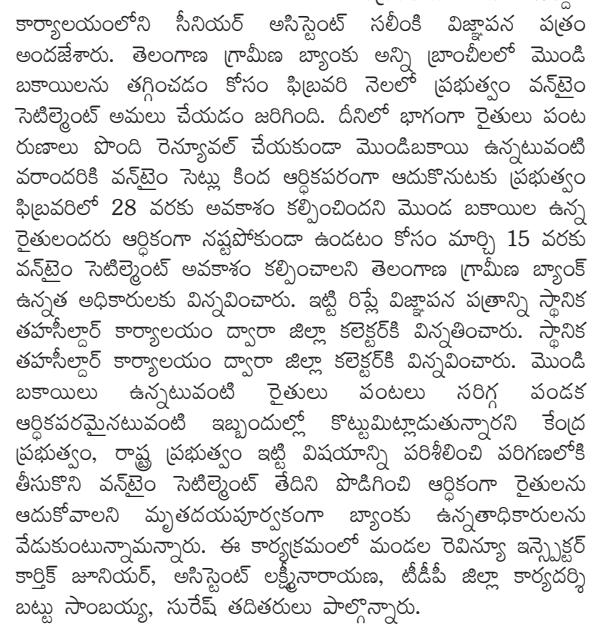 కార్యాలయంలోని సీనియర్ అసిస్టెంట్ సలీంకి విజ్ఞాపన పత్రం
అందజేశారు. తెలంగాణ గ్రామీణ బ్యాంకు అన్ని బ్రాంచీలలో మొండి
బకాయిలను తగ్గించడం కోసం ఫిబ్రవరి నెలలో ప్రభుత్వం వన్‌టైం
సెటిల్మెంట్ అమలు చేయడం జరిగింది. దీనిలో భాగంగా రైతులు పంట
రుణాలు పొంది రెన్యూవల్ చేయకుండా మొండిబకాయి ఉన్నటువంటి
వరాందరికి వన్‌టైం సెట్లు కింద ఆర్థికపరంగా ఆదుకొనుటకు ప్రభుత్వం
ఫిబ్రవరిలో 28 వరకు అవకాశం కల్పించిందని మొండ బకాయిల ఉన్న
రైతులందరు ఆర్థికంగా నష్టపోకుండా ఉండటం కోసం మార్చి 15 వరకు
వన్‌టైం సెటిల్మెంట్ అవకాశం కల్పించాలని తెలంగాణ గ్రామీణ బ్యాంక్
ఉన్నత అధికారులకు విన్నవించారు. ఇట్టి రిప్లే విజ్ఞాపన పత్రాన్ని స్థానిక
తహసీల్దార్ కార్యాలయం ద్వారా జిల్లా కలెక్టర్‌కి విన్నతించారు. స్థానిక
తహసీల్దార్ కార్యాలయం ద్వారా జిల్లా కలెక్టర్‌కి విన్నవించారు. మొండి
బకాయిలు ఉన్నటువంటి రైతులు పంటలు సరిగ్గ పండక
ఆర్థికపరమైనటువంటి ఇబ్బందుల్లో కొట్టుమిట్లాడుతున్నారని కేంద్ర
ప్రభుత్వం, రాష్ట్ర ప్రభుత్వం ఇట్టి విషయాన్ని పరిశీలించి పరిగణలోకి
తీసుకొని వన్‌టైం సెటిల్మెంట్ తేదిని పొడిగించి ఆర్థికంగా రైతులను
ఆదుకోవాలని మృతదయపూర్వకంగా బ్యాంకు ఉన్నతాధికారులను
వేడుకుంటున్నామన్నారు. ఈ కార్యక్రమంలో మండల రెవిన్యూ ఇన్స్పెక్టర్
కార్తిక్ జూనియర్, అసిస్టెంట్ లక్ష్మీనారాయణ, టీడీపీ జిల్లా కార్యదర్శి
బట్టు సాంబయ్య, సురేష్ తదితరులు పాల్గొన్నారు.